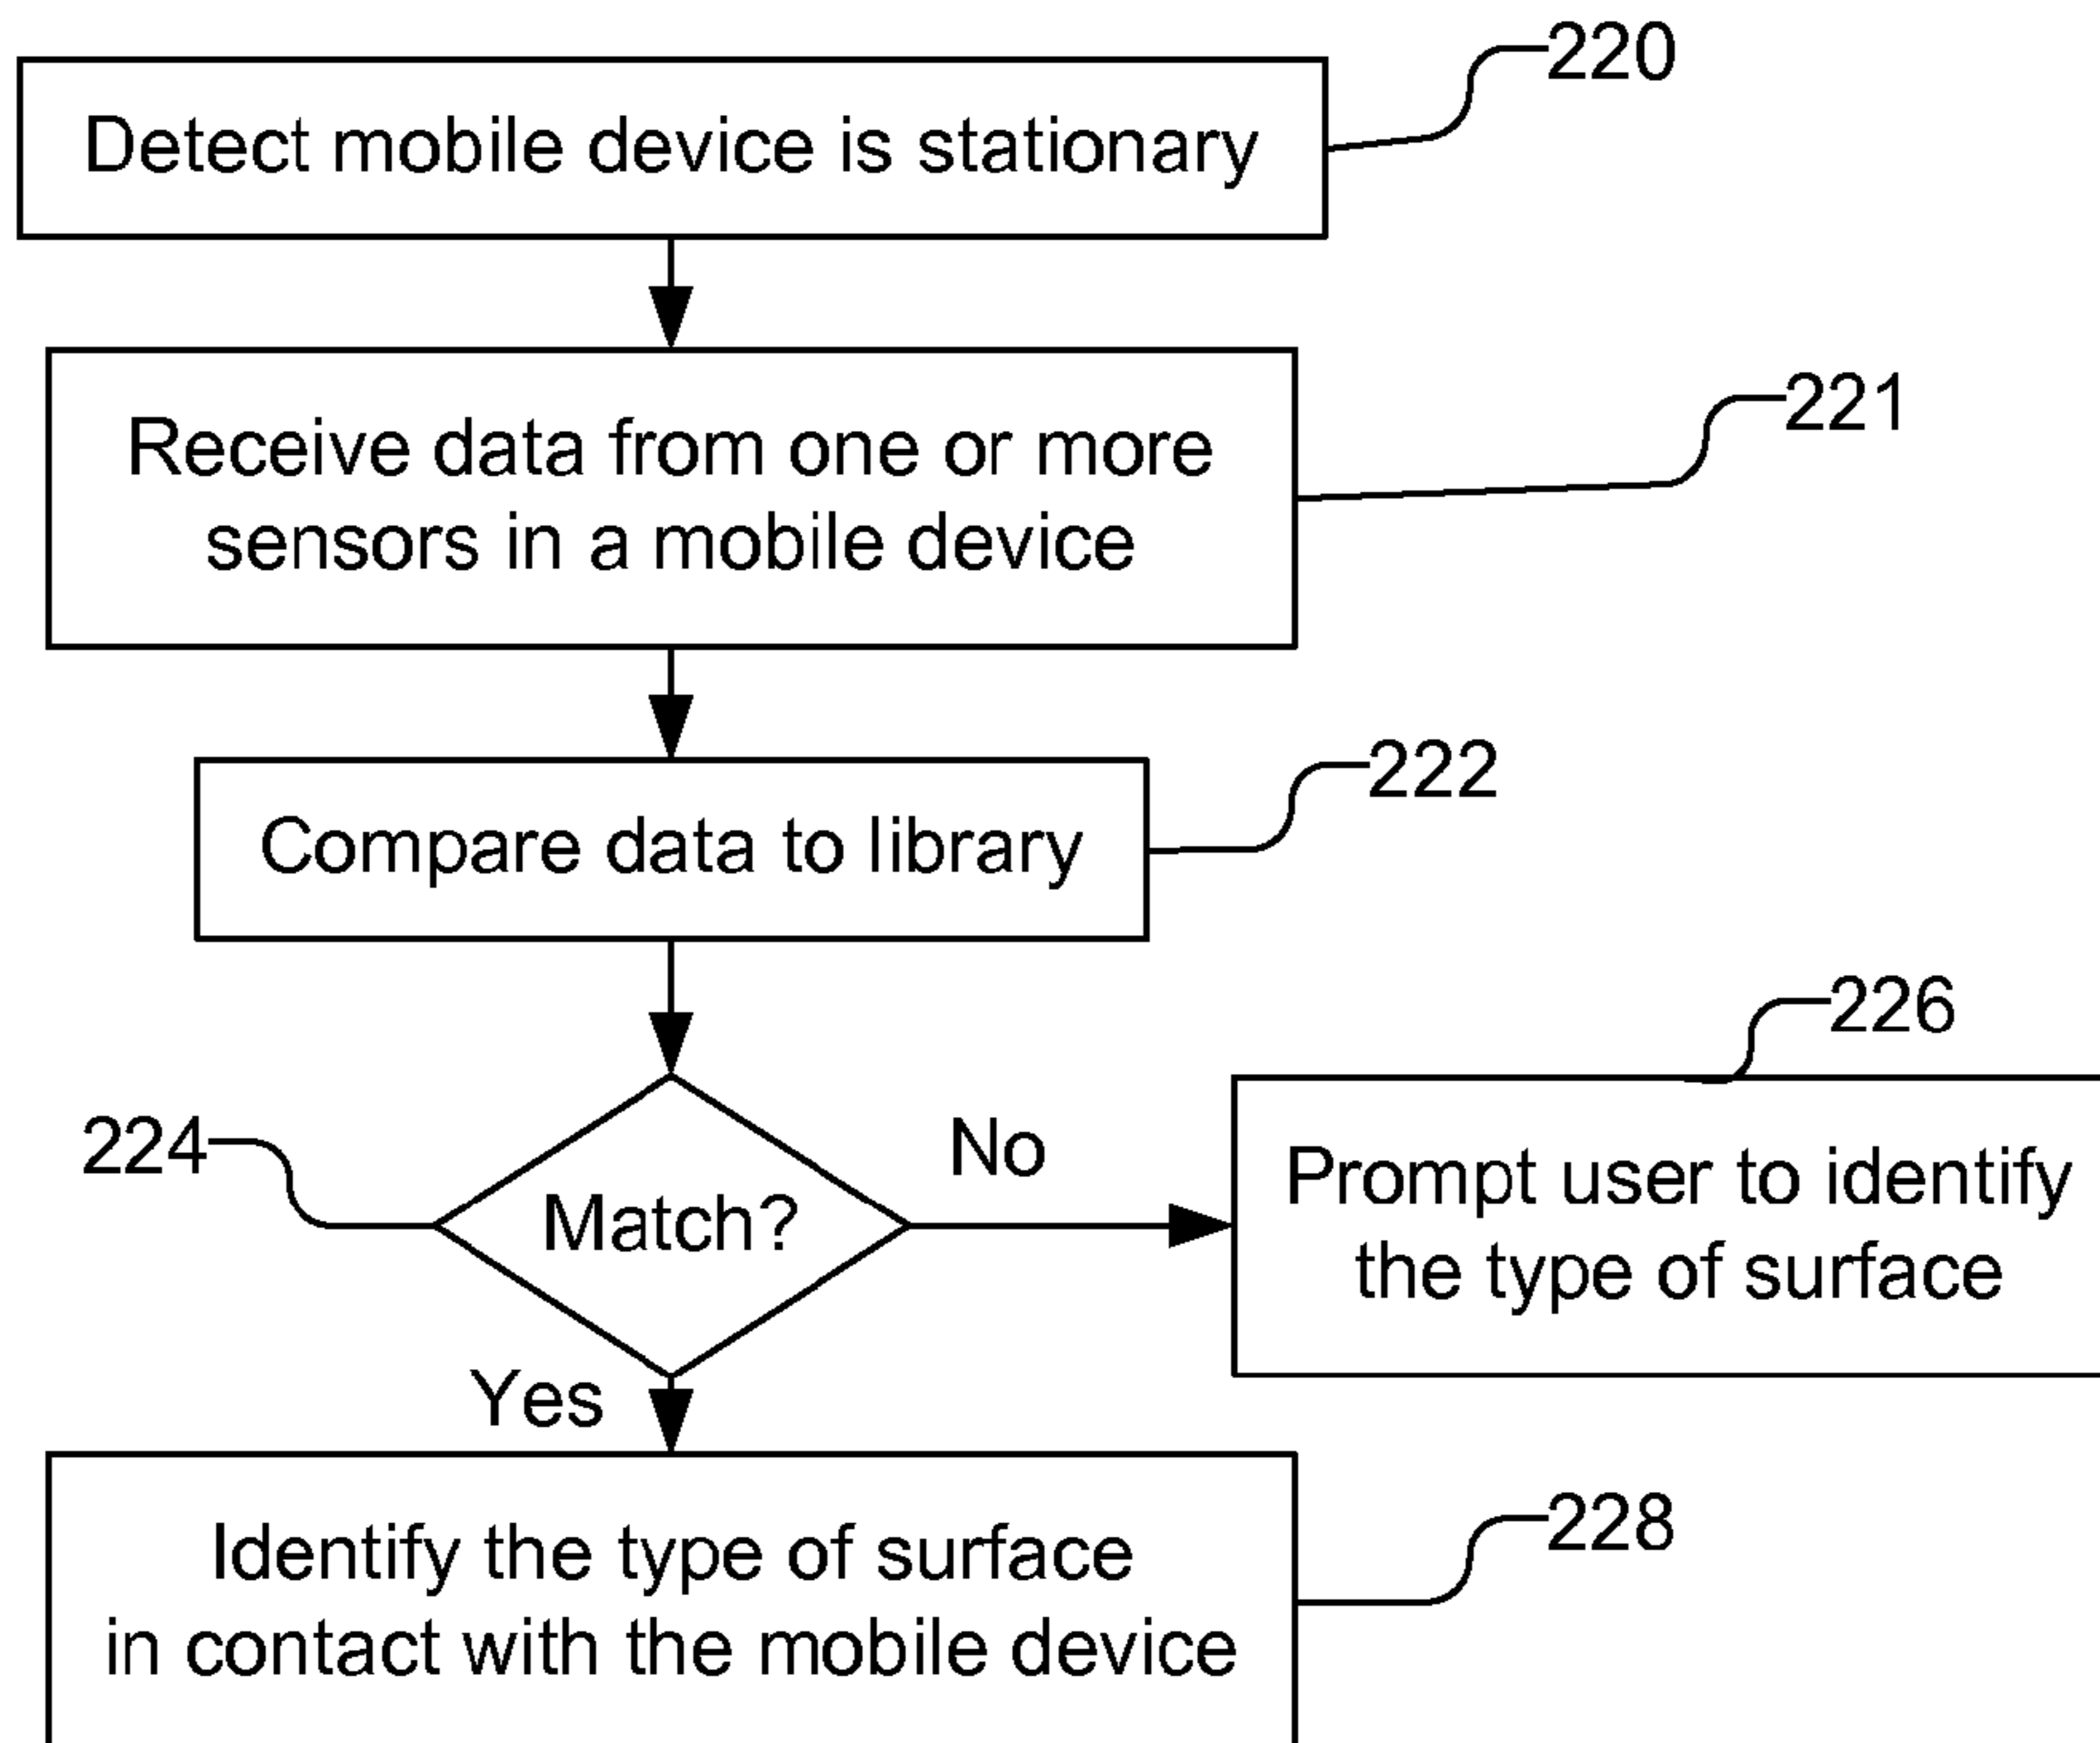 220
Detect mobile device is stationary
221
Receive data from one or more
sensors in a mobile device
222
Compare data to library
226
224
No
Match?
Prompt user to identify
the type of surface
Yes
228
Identify the type of surface
in contact with the mobile device